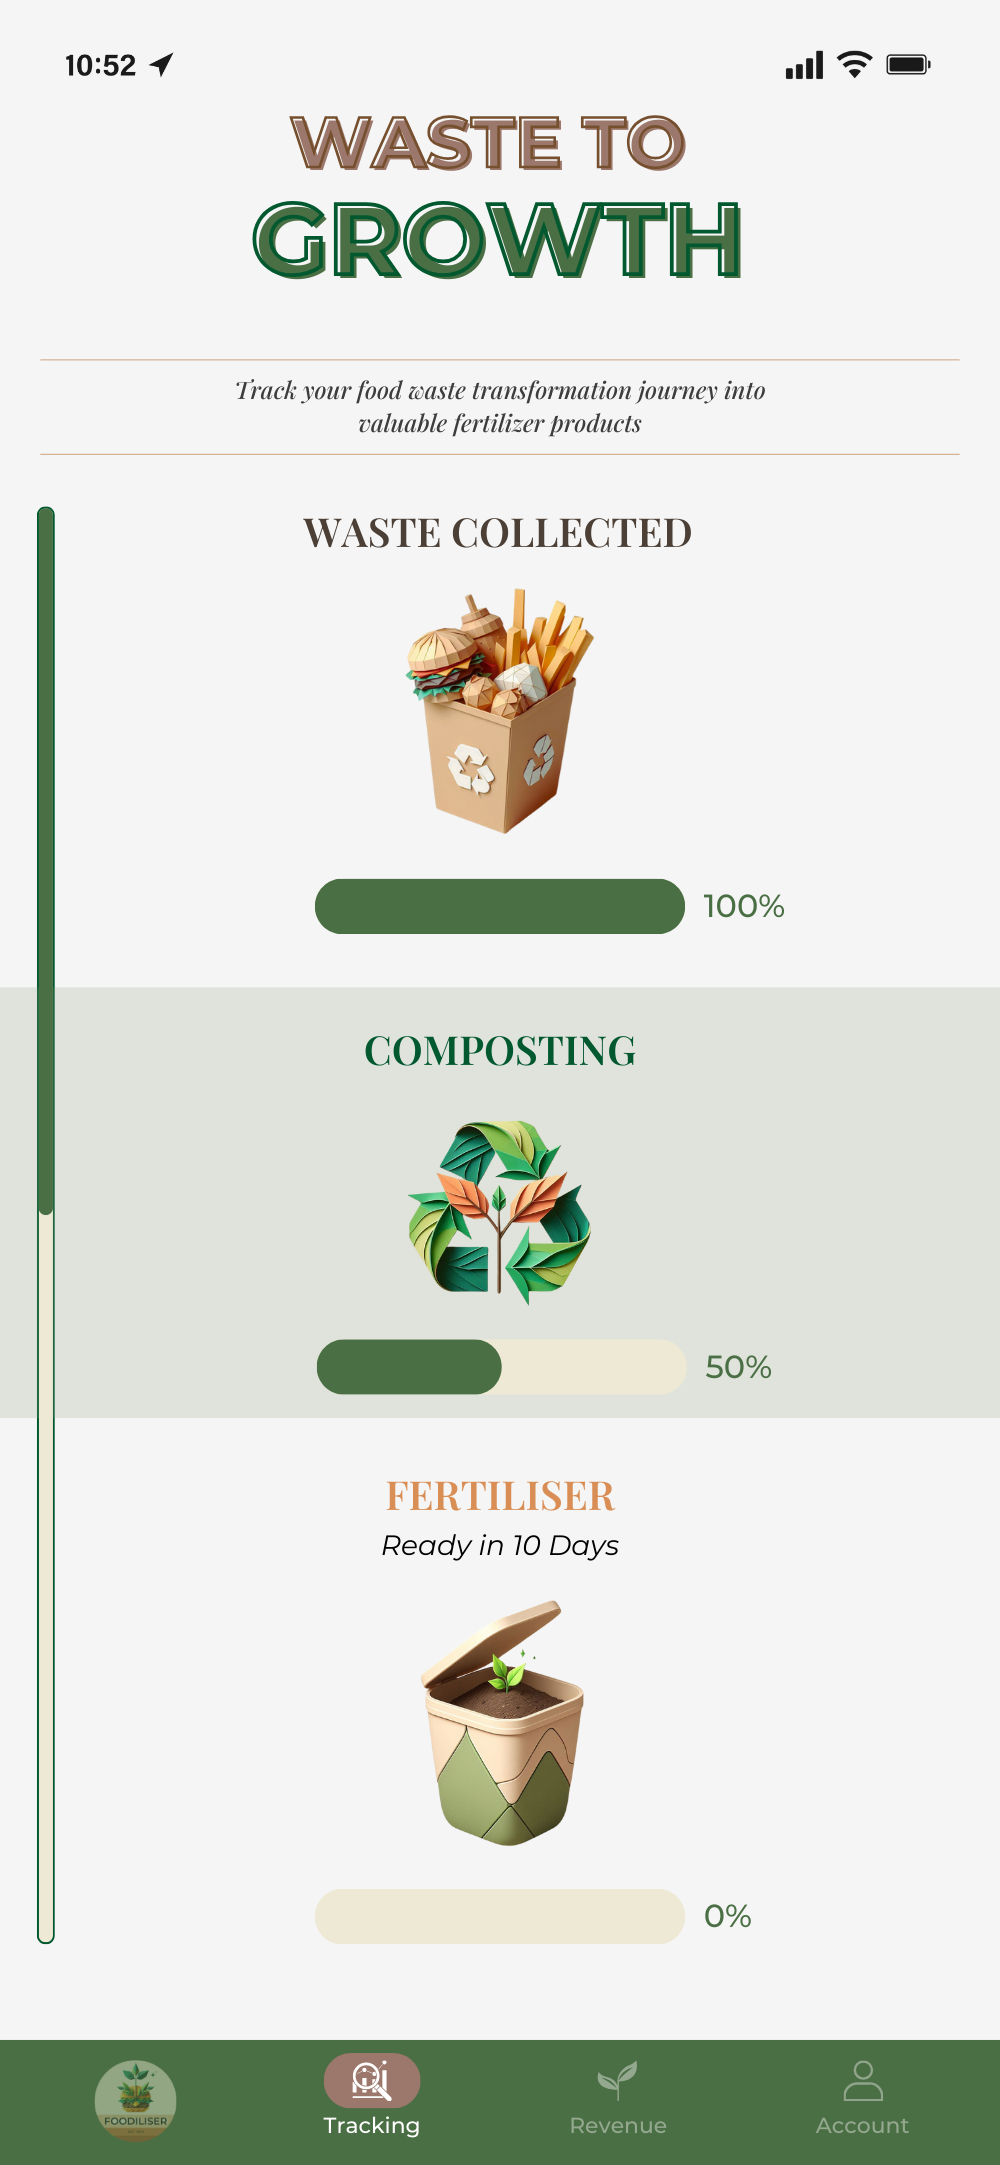 10:52
WASTE TO
GROWTH
Track your food waste transformation journey into
valuable fertilizer products
WASTE COLLECTED
100%
COMPOSTING
50%
FERTILISER
Ready in 10 Days
0%
FOODILISER
Tracking
Revenue
Account